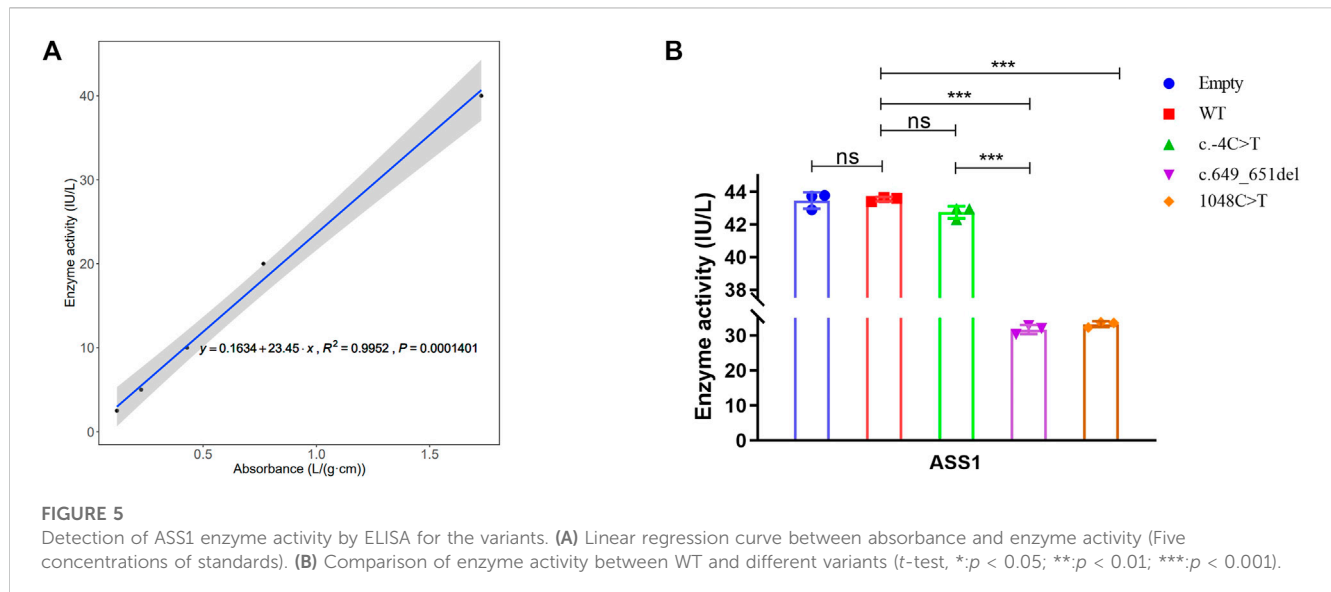 A
Enzyme activity (IU/L)
40
30
20
10
0
y = 0.1634 + 23.45 · x , R² = 0.9952 , P = 0.0001401
0.5
1.0
1.5
Absorbance (L/(g·cm))
B
Enzyme activity (IU/L)
***
***
ns
ns
***
44
42
40
38
30
20
10
0
ASS1
Empty
WT
c.-4C>T
c.649_651del
1048C>T
FIGURE 5
Detection of ASS1 enzyme activity by ELISA for the variants. (A) Linear regression curve between absorbance and enzyme activity (Five
concentrations of standards). (B) Comparison of enzyme activity between WT and different variants (t-test, *:p < 0.05; **:p < 0.01; ***:p < 0.001).